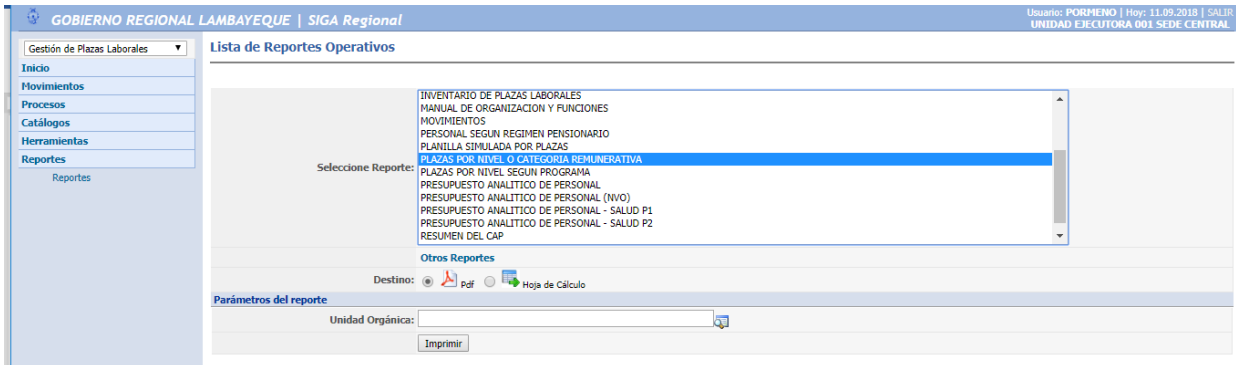 GOBIERNO REGIONAL LAMBAYEQUE | SIGA Regional
Usuario: PORMENO | Hoy: 11.09.2018 | SALIR
UNIDAD EJECUTORA 001 SEDE CENTRAL
Gestión de Plazas Laborales
Inicio
Movimientos
Procesos
Catálogos
Herramientas
Reportes
Reportes
Lista de Reportes Operativos
Seleccione Reporte:
INVENTARIO DE PLAZAS LABORALES
MANUAL DE ORGANIZACION Y FUNCIONES
MOVIMIENTOS
PERSONAL SEGUN REGIMEN PENSIONARIO
PLANILLA SIMULADA POR PLAZAS
PLAZAS POR NIVEL O CATEGORIA REMUNERATIVA
PLAZAS POR NIVEL SEGUN PROGRAMA
PRESUPUESTO ANALITICO DE PERSONAL
PRESUPUESTO ANALITICO DE PERSONAL (NVO)
PRESUPUESTO ANALITICO DE PERSONAL - SALUD P1
PRESUPUESTO ANALITICO DE PERSONAL - SALUD P2
RESUMEN DEL CAP
Otros Reportes
Destino: Pdf Hoja de Cálculo
Parámetros del reporte
Unidad Orgánica:
Imprimir